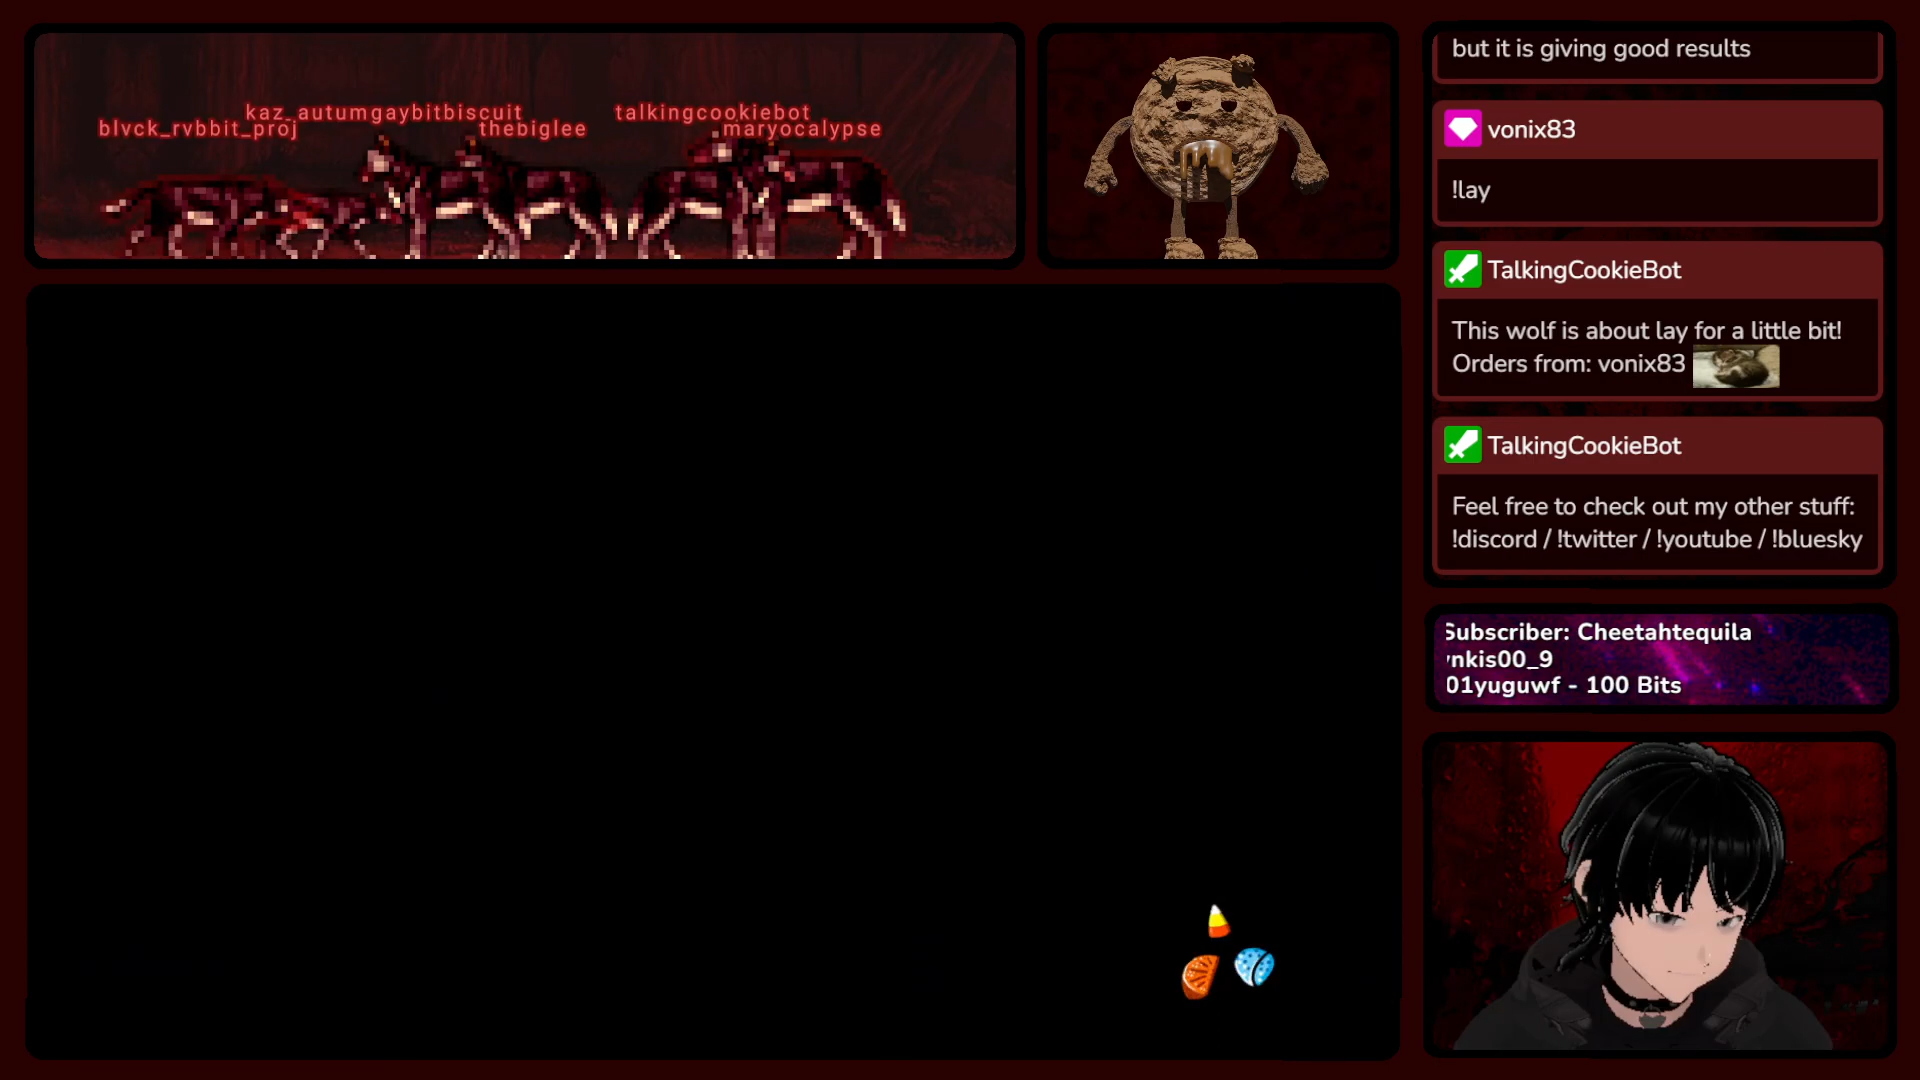 kaz_autumgaybitbiscuit
talkingcookiebot
blvck_rvbbit_proj
thebiglee
maryocalypse
but it is giving good results
vonix83
!lay
TalkingCookieBot
This wolf is about lay for a little bit!
Orders from: vonix83
TalkingCookieBot
Feel free to check out my other stuff:
!discord / !twitter / !youtube / !bluesky
Subscriber: Cheetahtequila
nkis00_9
01yuguwf - 100 Bits